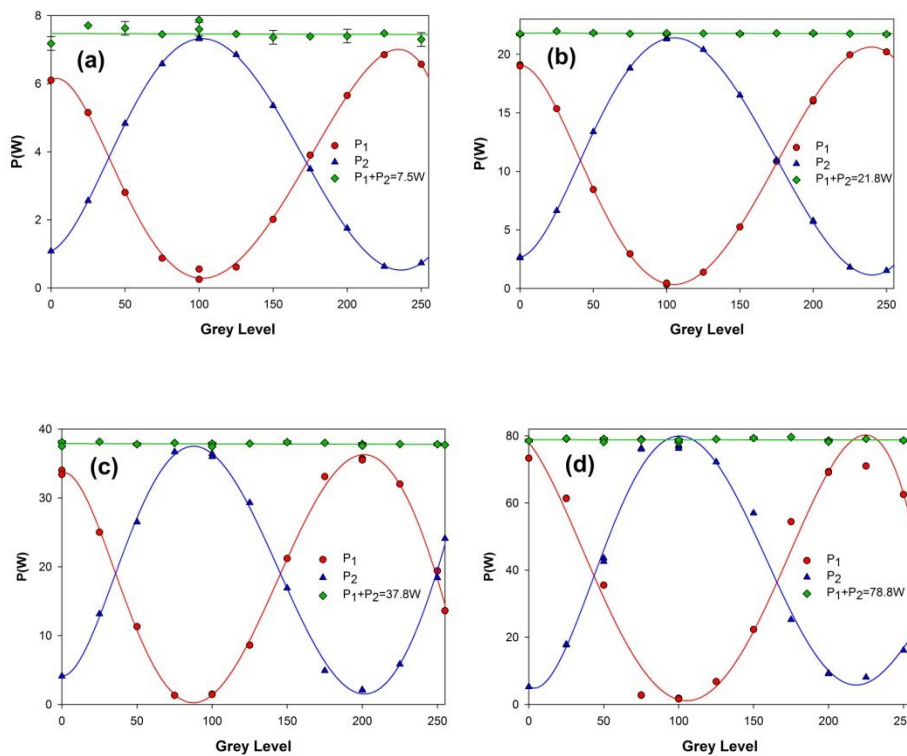 (a)
P(W)
8
6
4
2
0
P₁
P₂
P₁+P₂=7.5W
0 50 100 150 200 250
Grey Level
(b)
P(W)
20
15
10
5
0
P₁
P₂
P₁+P₂=21.8W
0 50 100 150 200 250
Grey Level
(c)
P(W)
40
30
20
10
0
P₁
P₂
P₁+P₂=37.8W
0 50 100 150 200 250
Grey Level
(d)
P(W)
80
60
40
20
0
P₁
P₂
P₁+P₂=78.8W
0 50 100 150 200 250
Grey Level